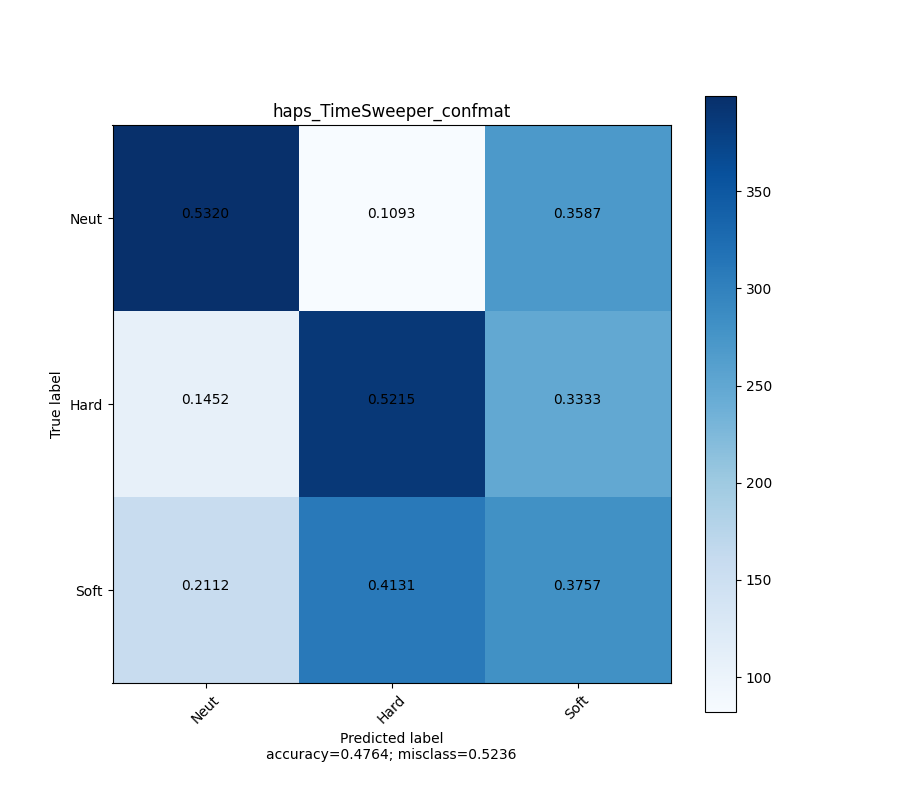 haps_TimeSweeper_confmat
Neut 0.5320 0.1093 0.3587
Hard 0.1452 0.5215 0.3333
Soft 0.2112 0.4131 0.3757
True label
Neut Hard Soft
Predicted label
accuracy=0.4764; misclass=0.5236
350
300
250
200
150
100